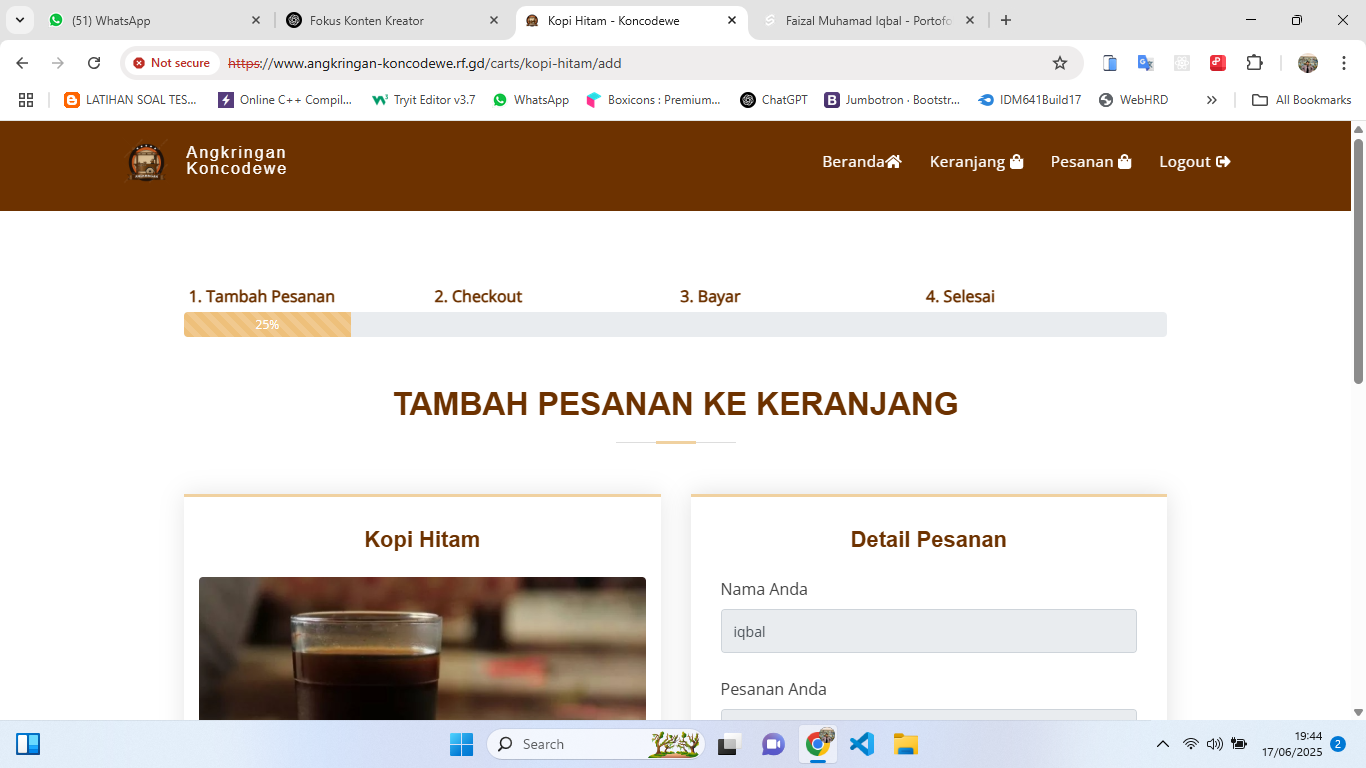 (51) WhatsApp
Fokus Konten Kreator
Kopi Hitam - Koncodewe
Faizal Muhamad Iqbal - Portofo
Not secure
https://www.angkringan-koncodewe.rf.gd/carts/kopi-hitam/add
LATIHAN SOAL TES...
Online C++ Compil...
Tryit Editor v3.7
WhatsApp
Boxicons : Premium...
ChatGPT
Jumbotron · Bootstr...
IDM641Build17
WebHRD
All Bookmarks
Angkringan
Koncodewe
Beranda
Keranjang
Pesanan
Logout
1. Tambah Pesanan
2. Checkout
3. Bayar
4. Selesai
25%
TAMBAH PESANAN KE KERANJANG
Kopi Hitam
Detail Pesanan
Nama Anda
iqbal
Pesanan Anda
Search
19:44
17/06/2025
2